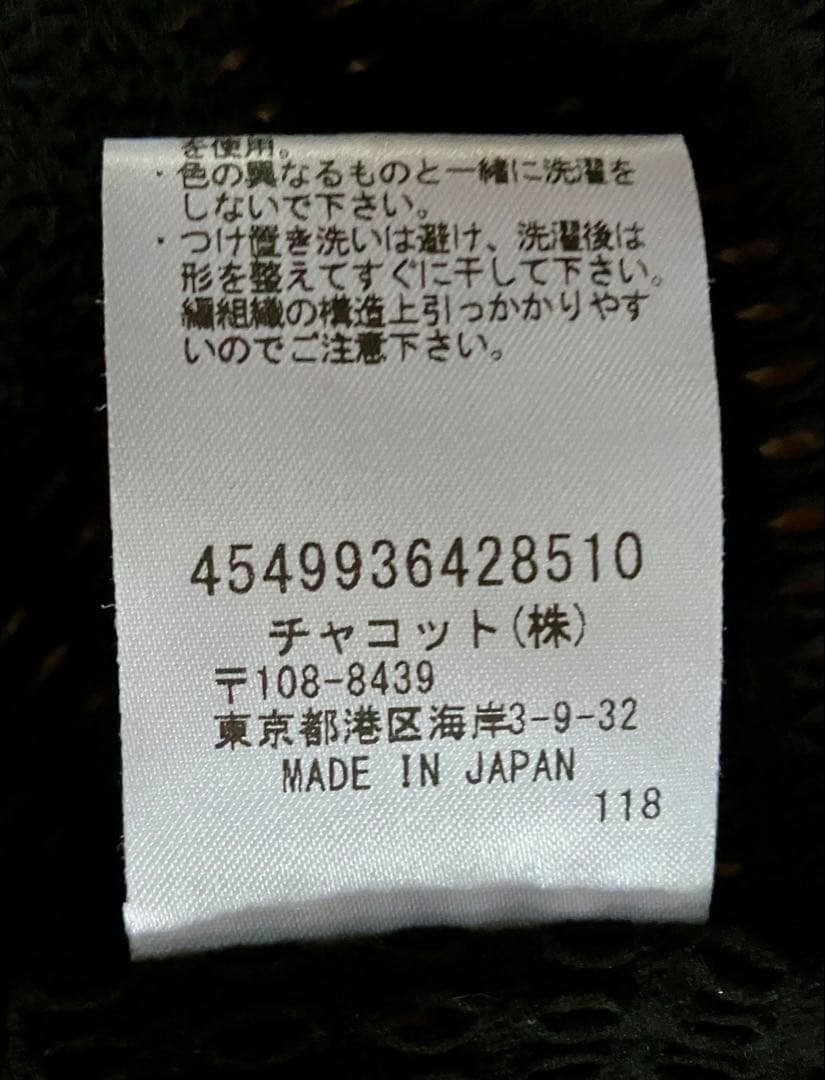 を使用。
・色の異なるものと一緒に洗濯を
しないで下さい。
・つけ置き洗いは避け、洗濯後は
形を整えてすぐに干して下さい。
編組織の構造上引っかかりやす
いのでご注意下さい。
4549936428510
チャコット(株)
〒108-8439
東京都港区海岸3-9-32
MADE IN JAPAN
118